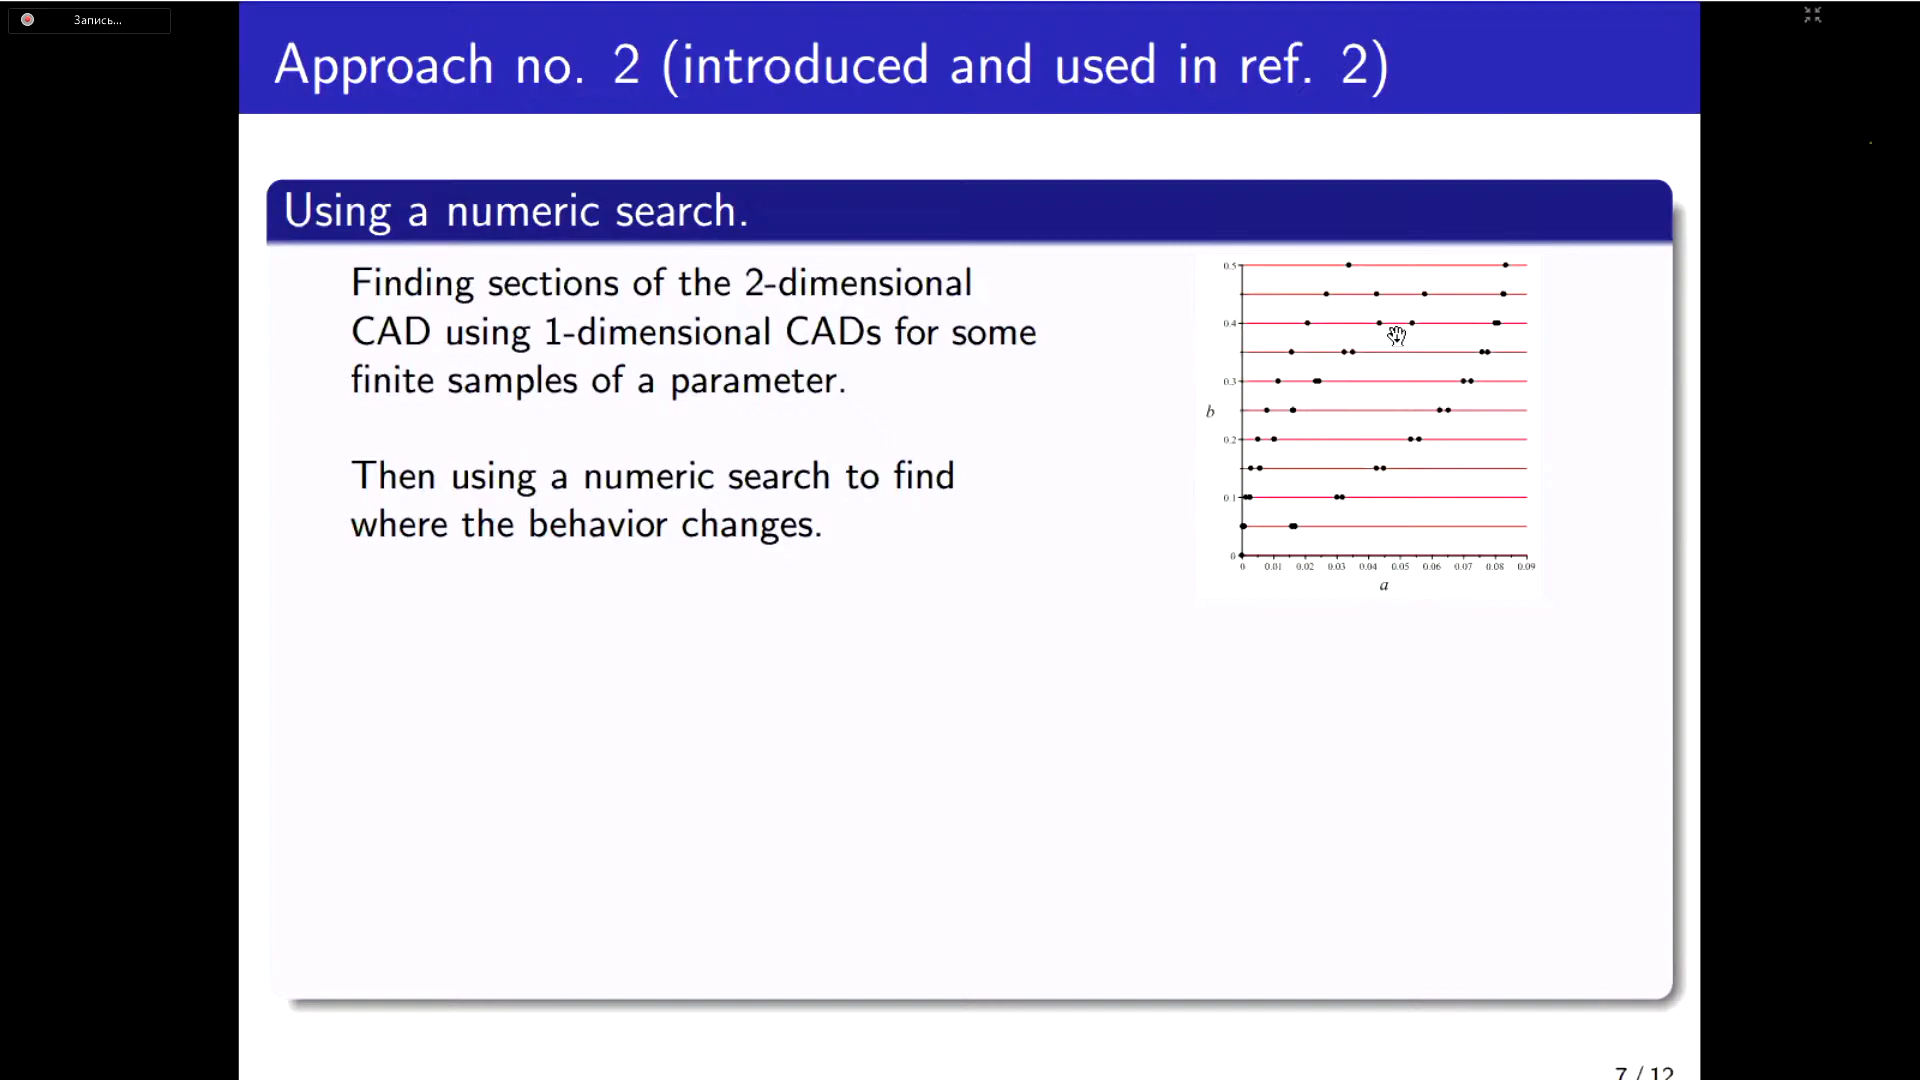 Запись...
Approach no. 2 (introduced and used in ref. 2)
Using a numeric search.
Finding sections of the 2-dimensional
CAD using 1-dimensional CADs for some
finite samples of a parameter.
Then using a numeric search to find
where the behavior changes.
0.5
0.4
0.3
b
0.2
0.1
0
0 0.01 0.02 0.03 0.04 0.05 0.06 0.07 0.08 0.09
a
7 / 12